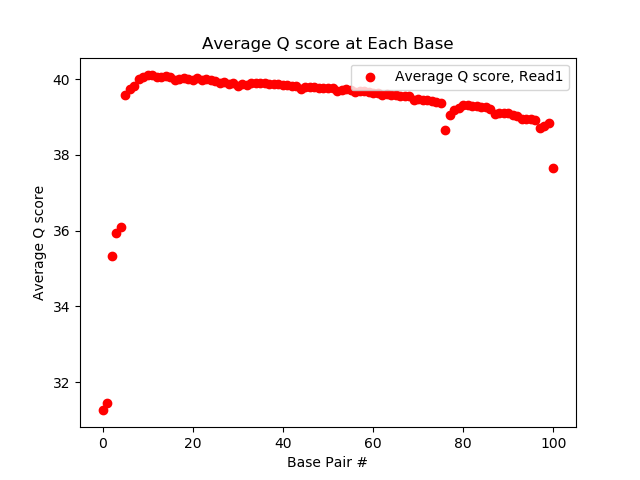 Average Q score at Each Base
Average Q score, Read1
Average Q score
40
38
36
34
32
0 20 40 60 80 100
Base Pair #